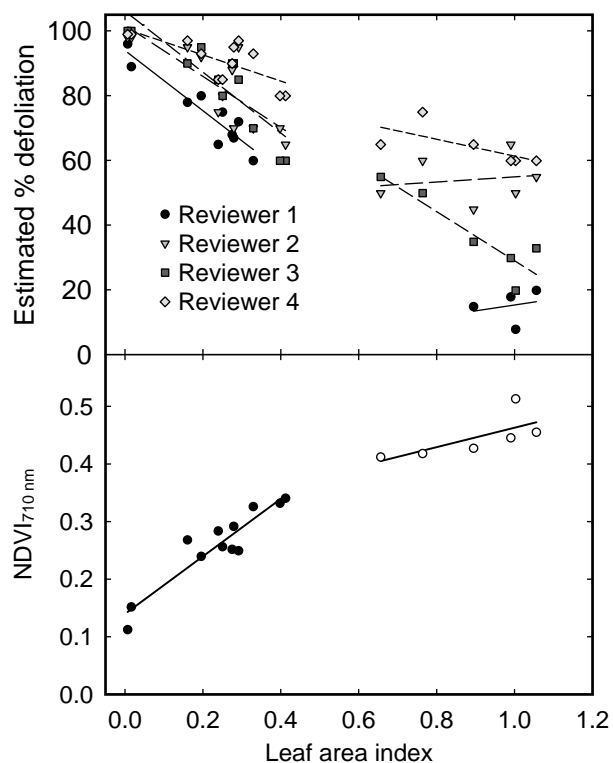 100
80
60
40
20
0
Estimated % defoliation
Reviewer 1
Reviewer 2
Reviewer 3
Reviewer 4
0.5
0.4
0.3
0.2
0.1
0.0
NDVI710 nm
0.0 0.2 0.4 0.6 0.8 1.0 1.2
Leaf area index